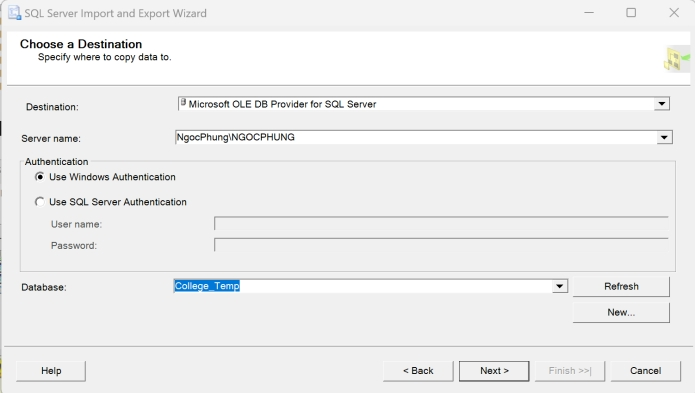 SQL Server Import and Export Wizard
Choose a Destination
Specify where to copy data to.
Destination: Microsoft OLE DB Provider for SQL Server
Server name: NgocPhung\NGOCPHUNG
Authentication
Use Windows Authentication
Use SQL Server Authentication
User name:
Password:
Database: College_Temp Refresh
New...
Help < Back Next > Finish >>| Cancel